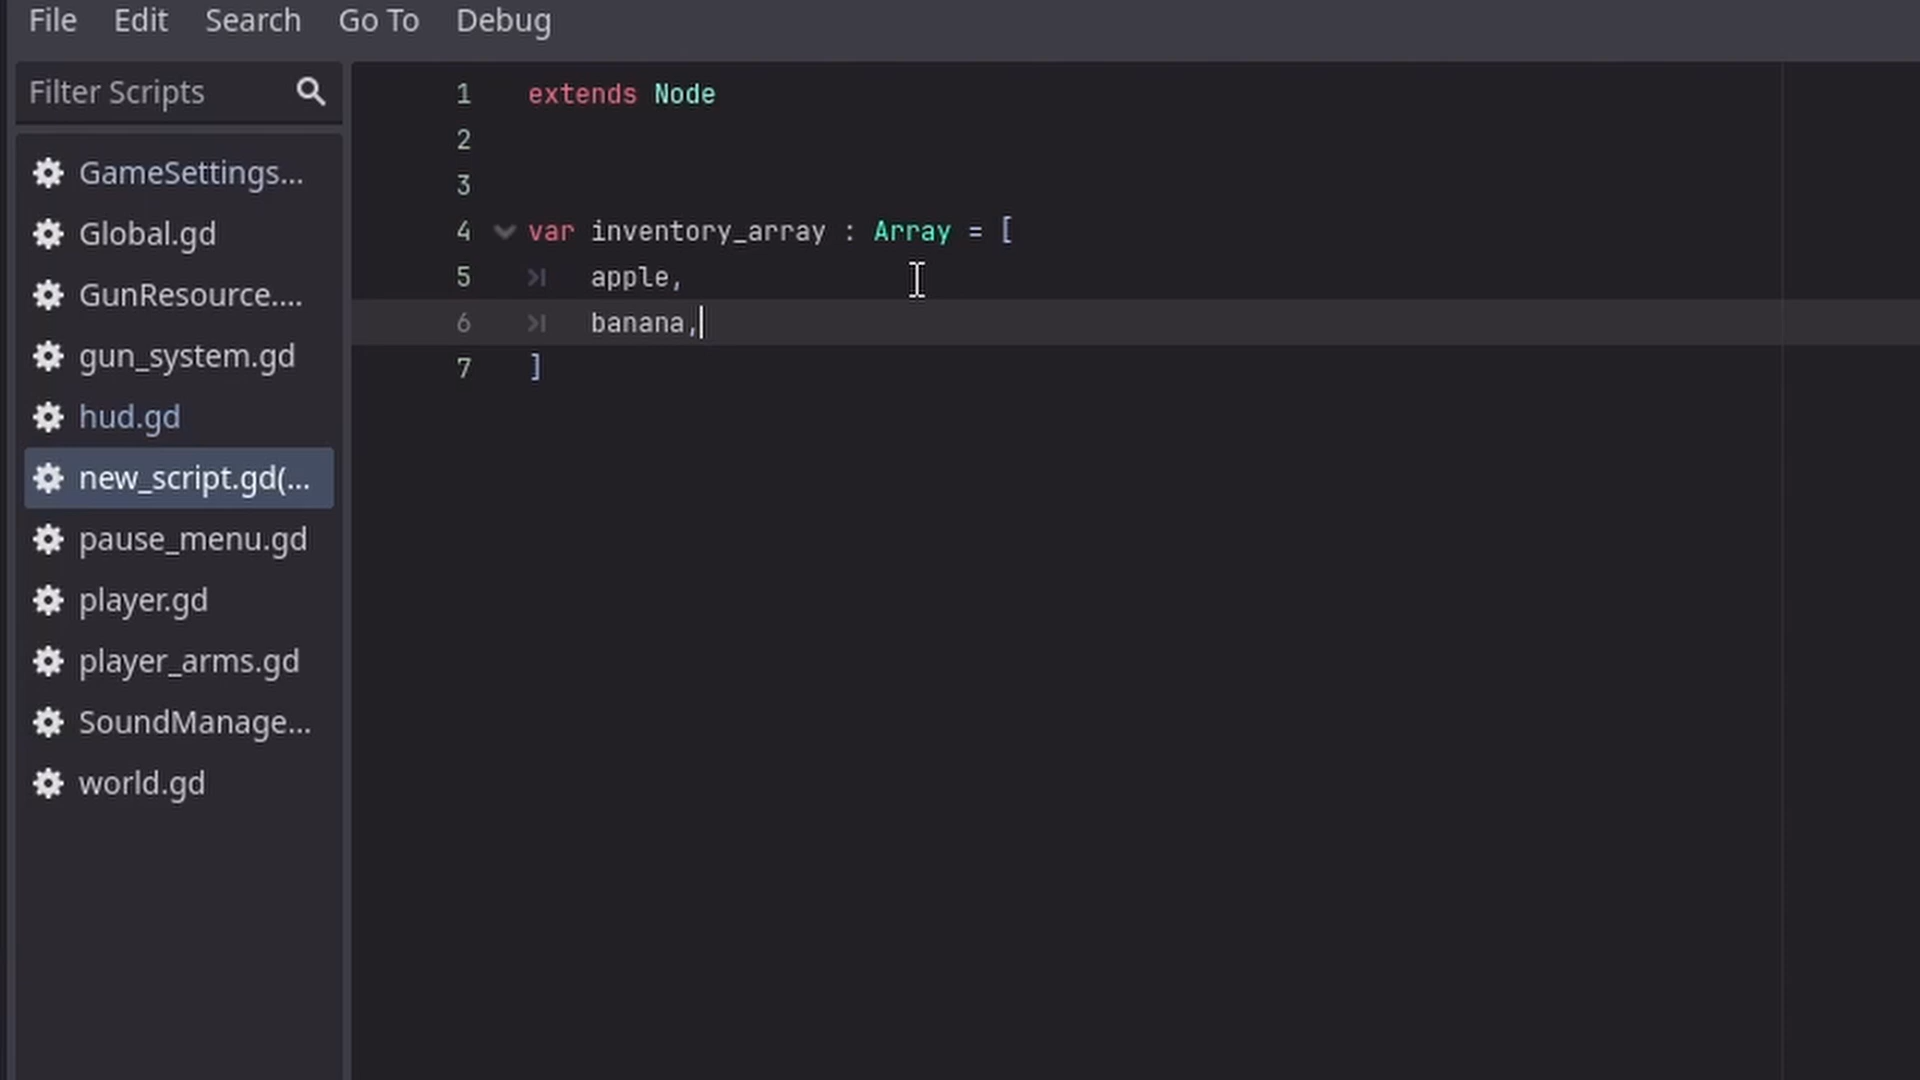 File Edit Search Go To Debug
Filter Scripts
GameSettings...
Global.gd
GunResource....
gun_system.gd
hud.gd
new_script.gd(...
pause_menu.gd
player.gd
player_arms.gd
SoundManage...
world.gd
1 extends Node
2
3
4 var inventory_array : Array = [
5 apple,
6 banana,
7 ]